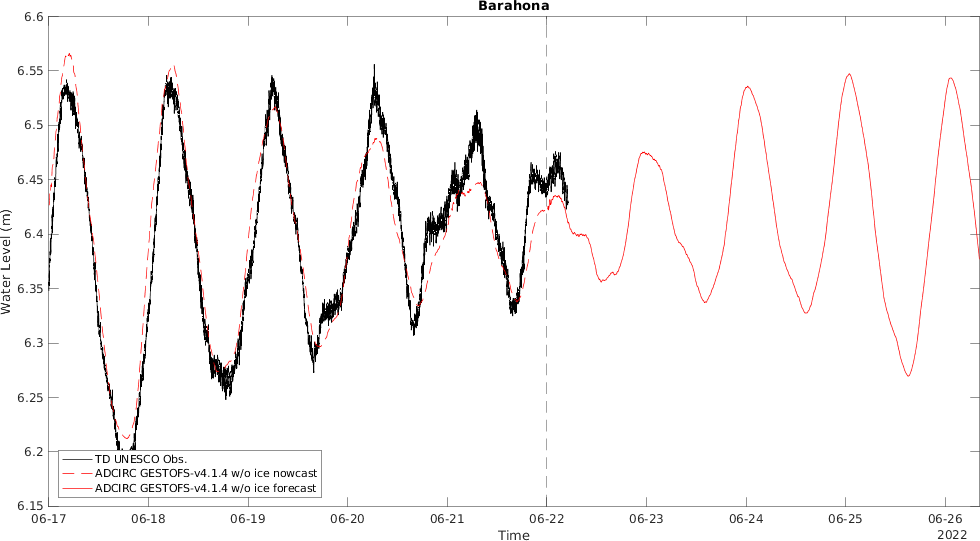 Barahona
6.6
6.55
6.5
6.45
6.4
6.35
6.3
6.25
6.2
6.15
Water Level (m)
TD UNESCO Obs.
ADCIRC GESTOFS-v4.1.4 w/o ice nowcast
ADCIRC GESTOFS-v4.1.4 w/o ice forecast
06-17 06-18 06-19 06-20 06-21 06-22 06-23 06-24 06-25 06-26
Time
2022